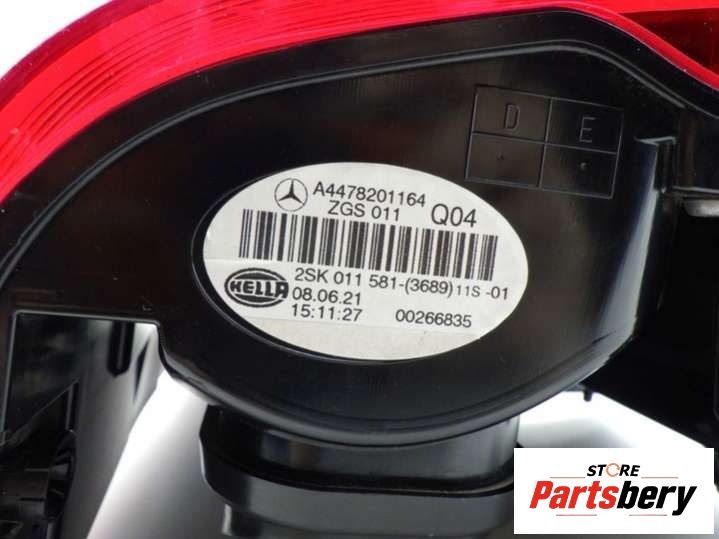 D E
A4478201164
ZGS 011 Q04
2SK 011 581-(3689) 11S -01
HELLA 08.06.21
15:11:27 00266835
STORE
Partsbery